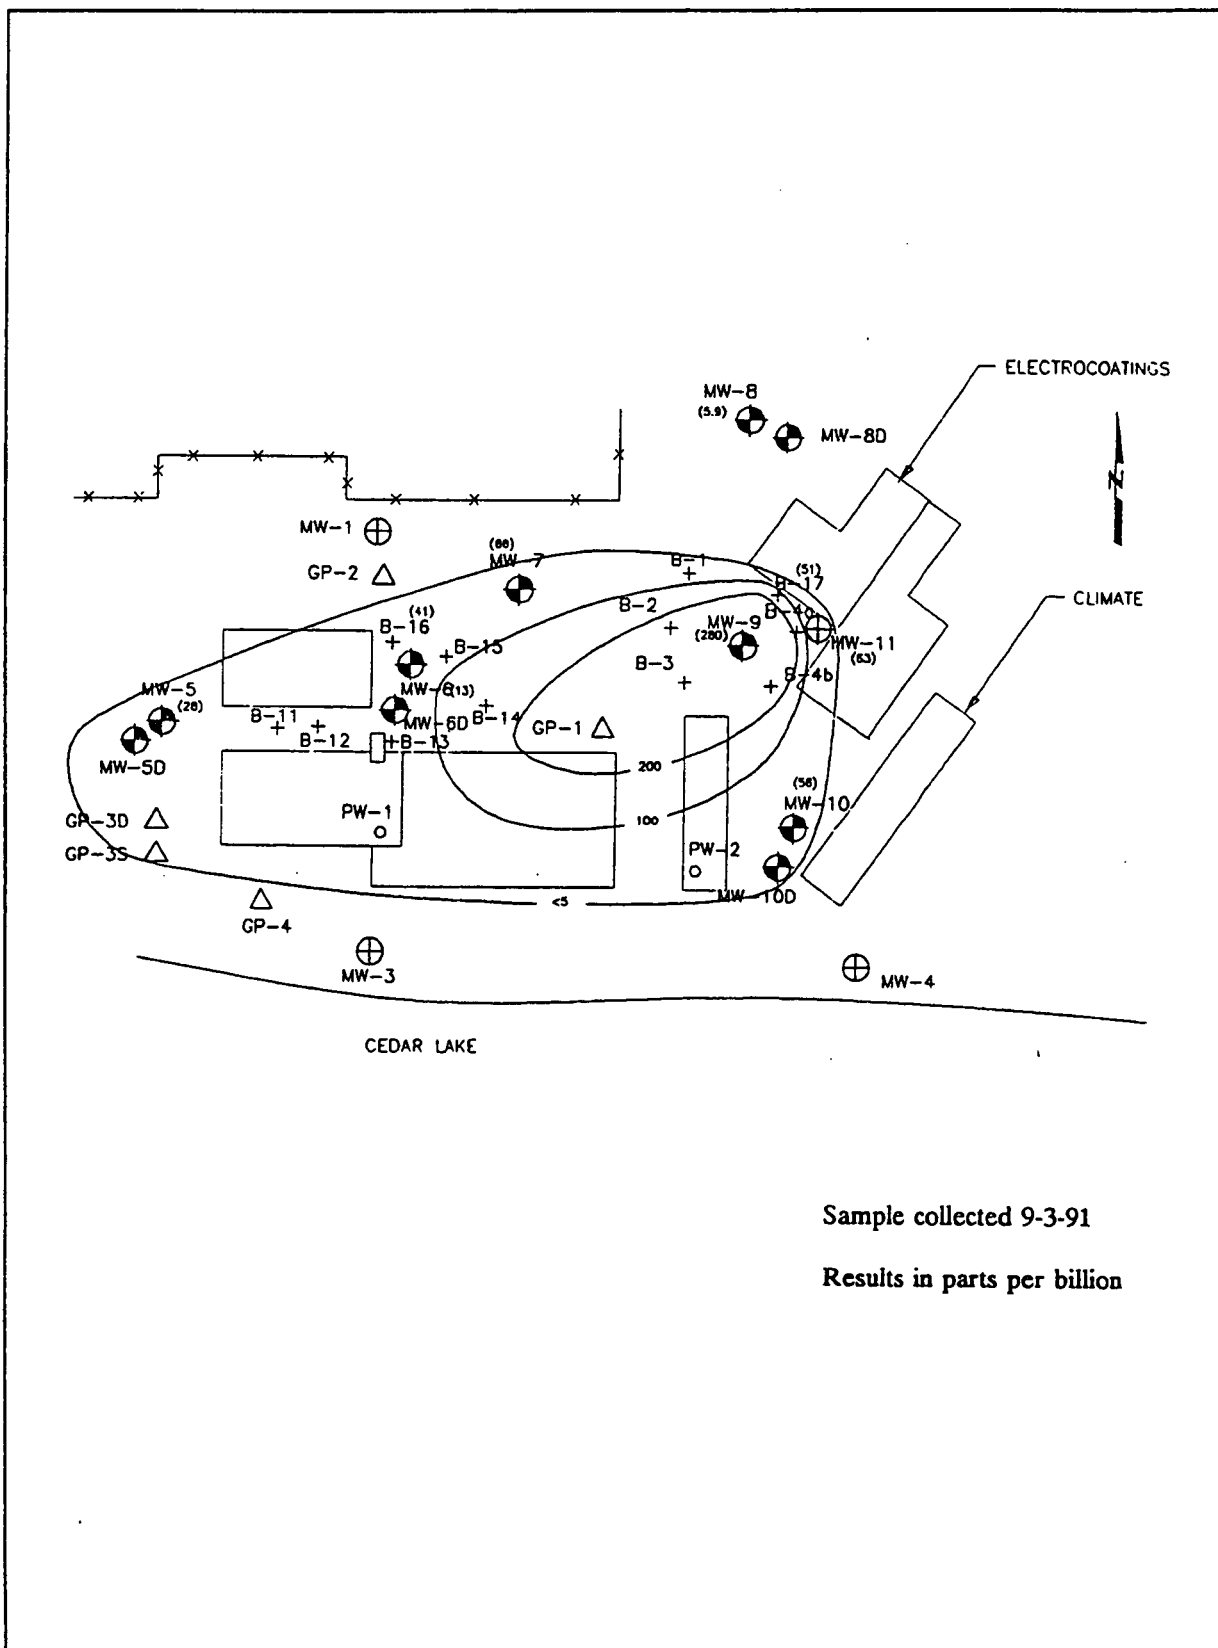 ELECTROCOATINGS
MW-8
(5.9)
MW-8D
N
MW-1
GP-2
MW-7
B-1
(51)
B-17
CLIMATE
B-2
(41)
B-16
B-15
MW-9
(280)
MW-11
(63)
B-3
B-4b
MW-5
(28)
MW-6
(13)
MW-6D
B-14
GP-1
B-11
B-12
B-13
MW-5D
200
MW-10
GP-3D
PW-1
100
GP-3S
PW-2
MW-10D
<5
GP-4
MW-3
MW-4
CEDAR LAKE
Sample collected 9-3-91
Results in parts per billion